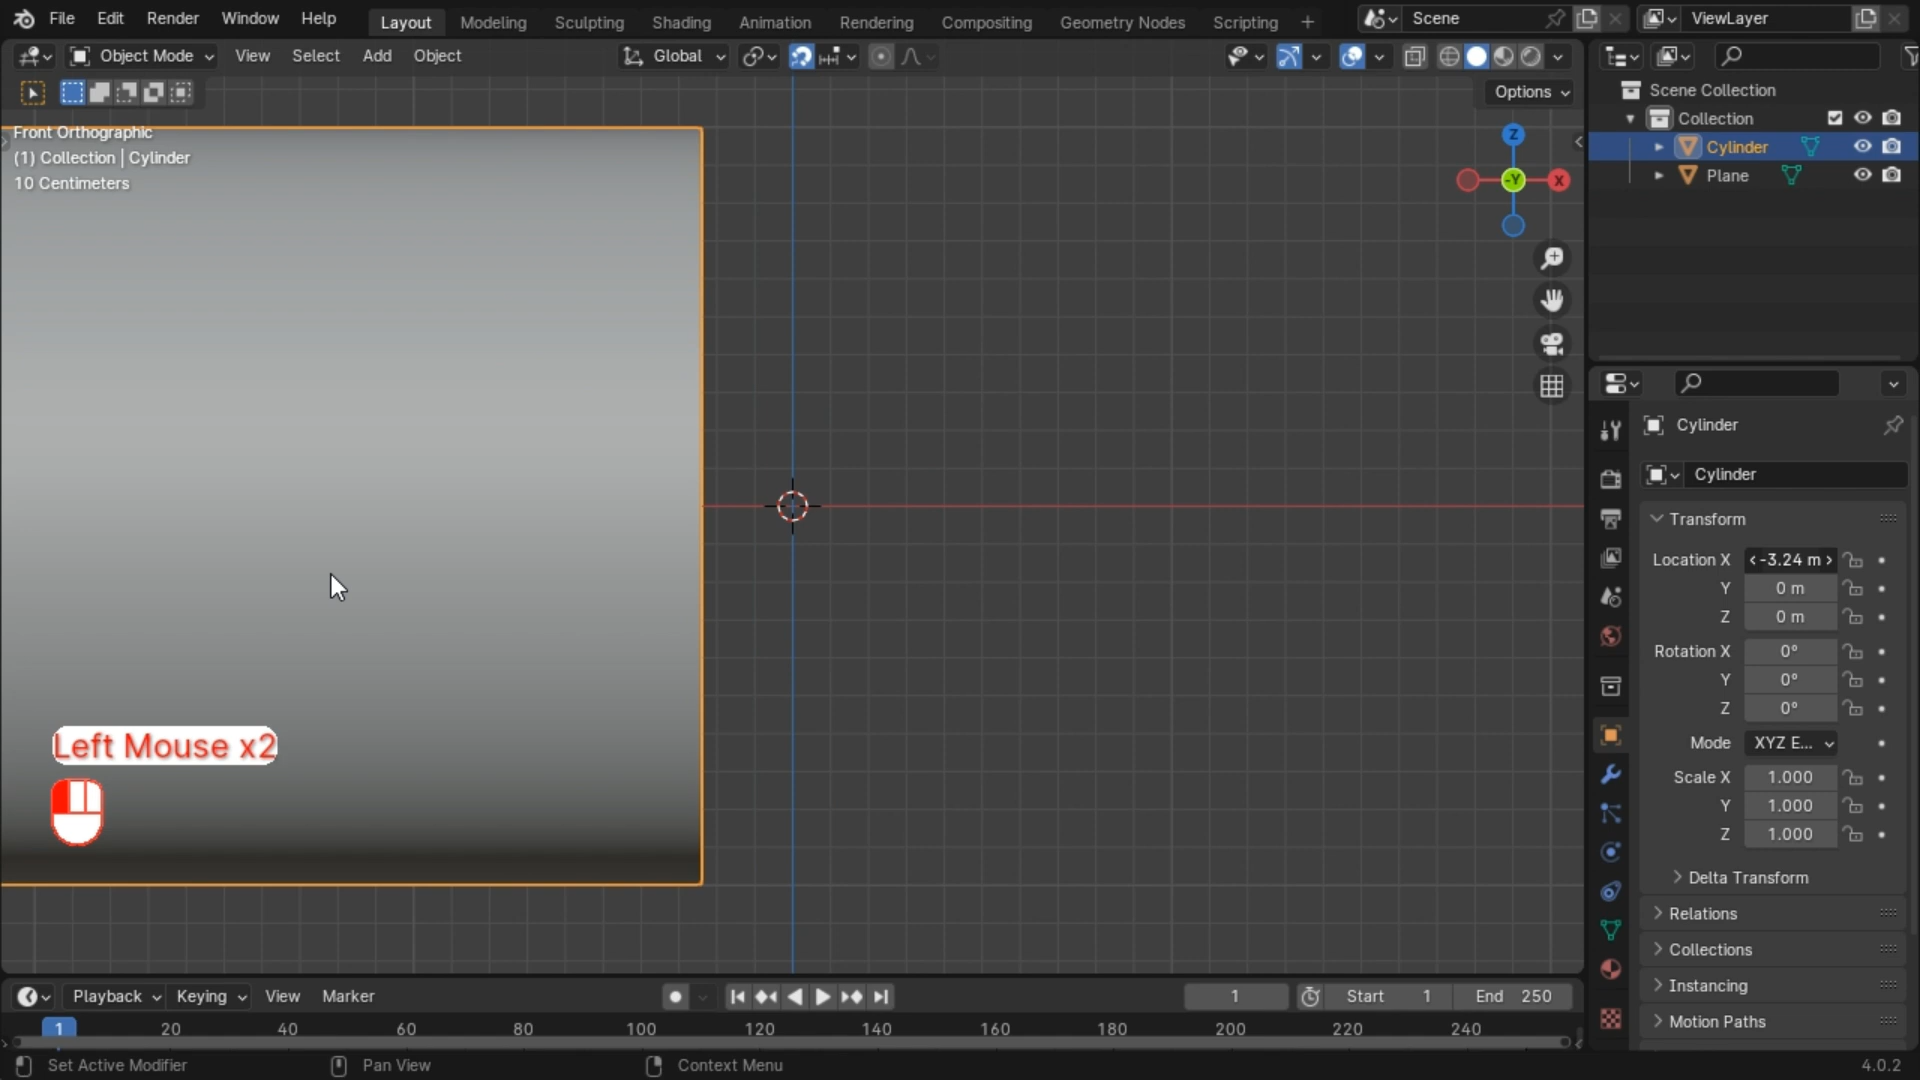 File Edit Render Window Help Layout Modeling Sculpting Shading Animation Rendering Compositing Geometry Nodes Scripting + Scene ViewLayer
Object Mode View Select Add Object Global
Options
Front Orthographic
(1) Collection | Cylinder
10 Centimeters
Z
-Y X
Scene Collection
Collection
Cylinder
Plane
Cylinder
Cylinder
Transform
Location X -3.24 m
Y 0 m
Z 0 m
Rotation X 0°
Y 0°
Z 0°
Mode XYZ E...
Scale X 1.000
Y 1.000
Z 1.000
Delta Transform
Relations
Collections
Instancing
Motion Paths
Left Mouse x2
Playback Keying View Marker 1 Start 1 End 250
1 20 40 60 80 100 120 140 160 180 200 220 240
Set Active Modifier Pan View Context Menu 4.0.2